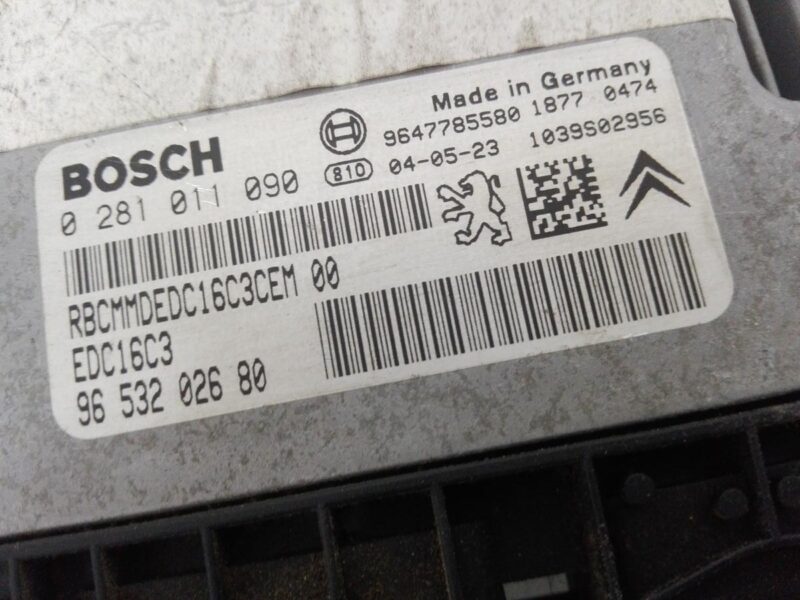 Made in Germany
BOSCH
9647785580 1877 0474
0 281 011 090
810 04-05-23 1039S02956
RBCMMDEDC16C3CEM 00
EDC16C3
96 532 026 80